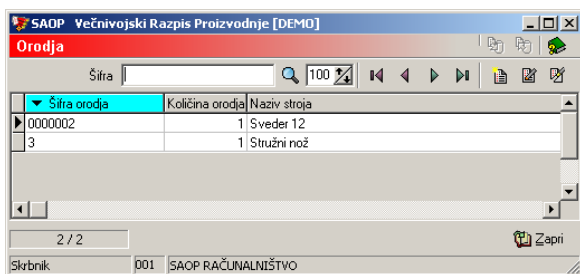 SAOP Večnivojski Razpis Proizvodnje [DEMO]
Orodja
Šifra 100
Šifra orodja Količina orodja Naziv stroja
0000002 1 Sveder 12
3 1 Stružni nož
2 / 2 Zapri
Skrbnik 001 SAOP RAČUNALNIŠTVO